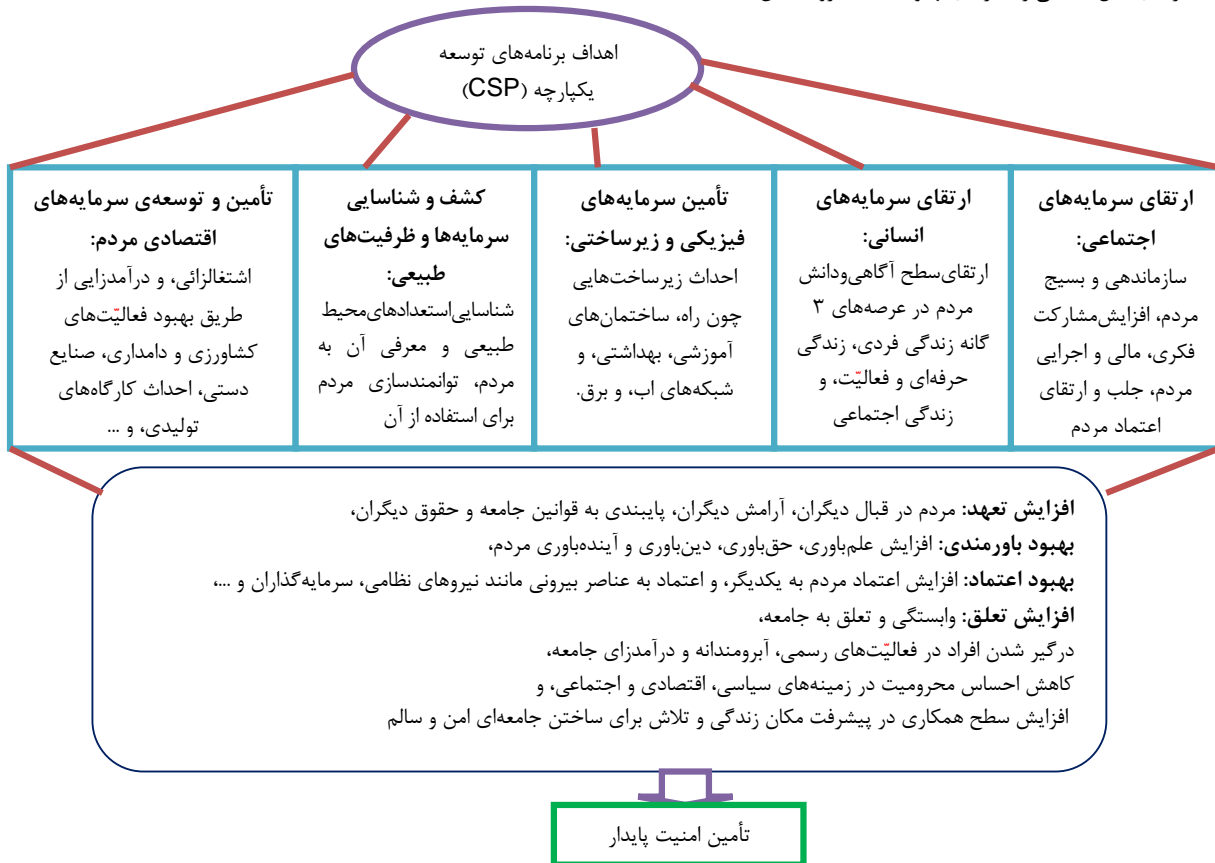 اهداف برنامه‌های توسعه
یکپارچه (CSP)
ارتقای سرمایه‌های
اجتماعی:
سازماندهی و بسیج
مردم، افزایش‌مشارکت
فکری، مالی و اجرایی
مردم، جلب و ارتقای
اعتماد مردم
ارتقای سرمایه‌های
انسانی:
ارتقای‌سطح آگاهی‌ودانش
مردم در عرصه‌های ۳
گانه زندگی فردی، زندگی
حرفه‌ای و فعالیّت، و
زندگی اجتماعی
تأمین سرمایه‌های
فیزیکی و زیرساختی:
احداث زیرساخت‌هایی
چون راه، ساختمان‌های
آموزشی، بهداشتی، و
شبکه‌های اب، و برق.
کشف و شناسایی
سرمایه‌ها و ظرفیت‌های
طبیعی:
شناسایی‌استعدادهای‌محیط
طبیعی و معرفی آن به
مردم، توانمندسازی مردم
برای استفاده از آن
تأمین و توسعه‌ی سرمایه‌های
اقتصادی مردم:
اشتغالزائی، و درآمدزایی از
طریق بهبود فعالیّت‌های
کشاورزی و دامداری، صنایع
دستی، احداث کارگاه‌های
تولیدی، و ...
افزایش تعهد: مردم در قبال دیگران، آرامش دیگران، پایبندی به قوانین جامعه و حقوق دیگران،
بهبود باورمندی: افزایش علم‌باوری، حق‌باوری، دین‌باوری و آینده‌باوری مردم،
بهبود اعتماد: افزایش اعتماد مردم به یکدیگر، و اعتماد به عناصر بیرونی مانند نیروهای نظامی، سرمایه‌گذاران و ...،
افزایش تعلق: وابستگی و تعلق به جامعه،
درگیر شدن افراد در فعالیّت‌های رسمی، آبرومندانه و درآمدزای جامعه،
کاهش احساس محرومیت در زمینه‌های سیاسی، اقتصادی و اجتماعی، و
افزایش سطح همکاری در پیشرفت مکان زندگی و تلاش برای ساختن جامعه‌ای امن و سالم
تأمین امنیت پایدار